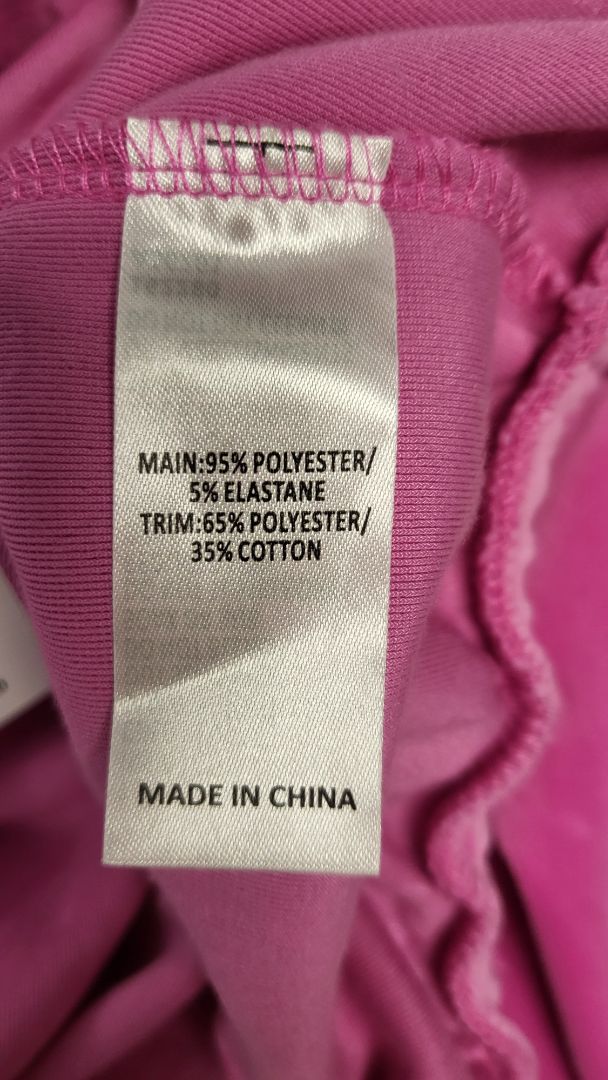 MAIN:95% POLYESTER/
5% ELASTANE
TRIM:65% POLYESTER/
35% COTTON
MADE IN CHINA